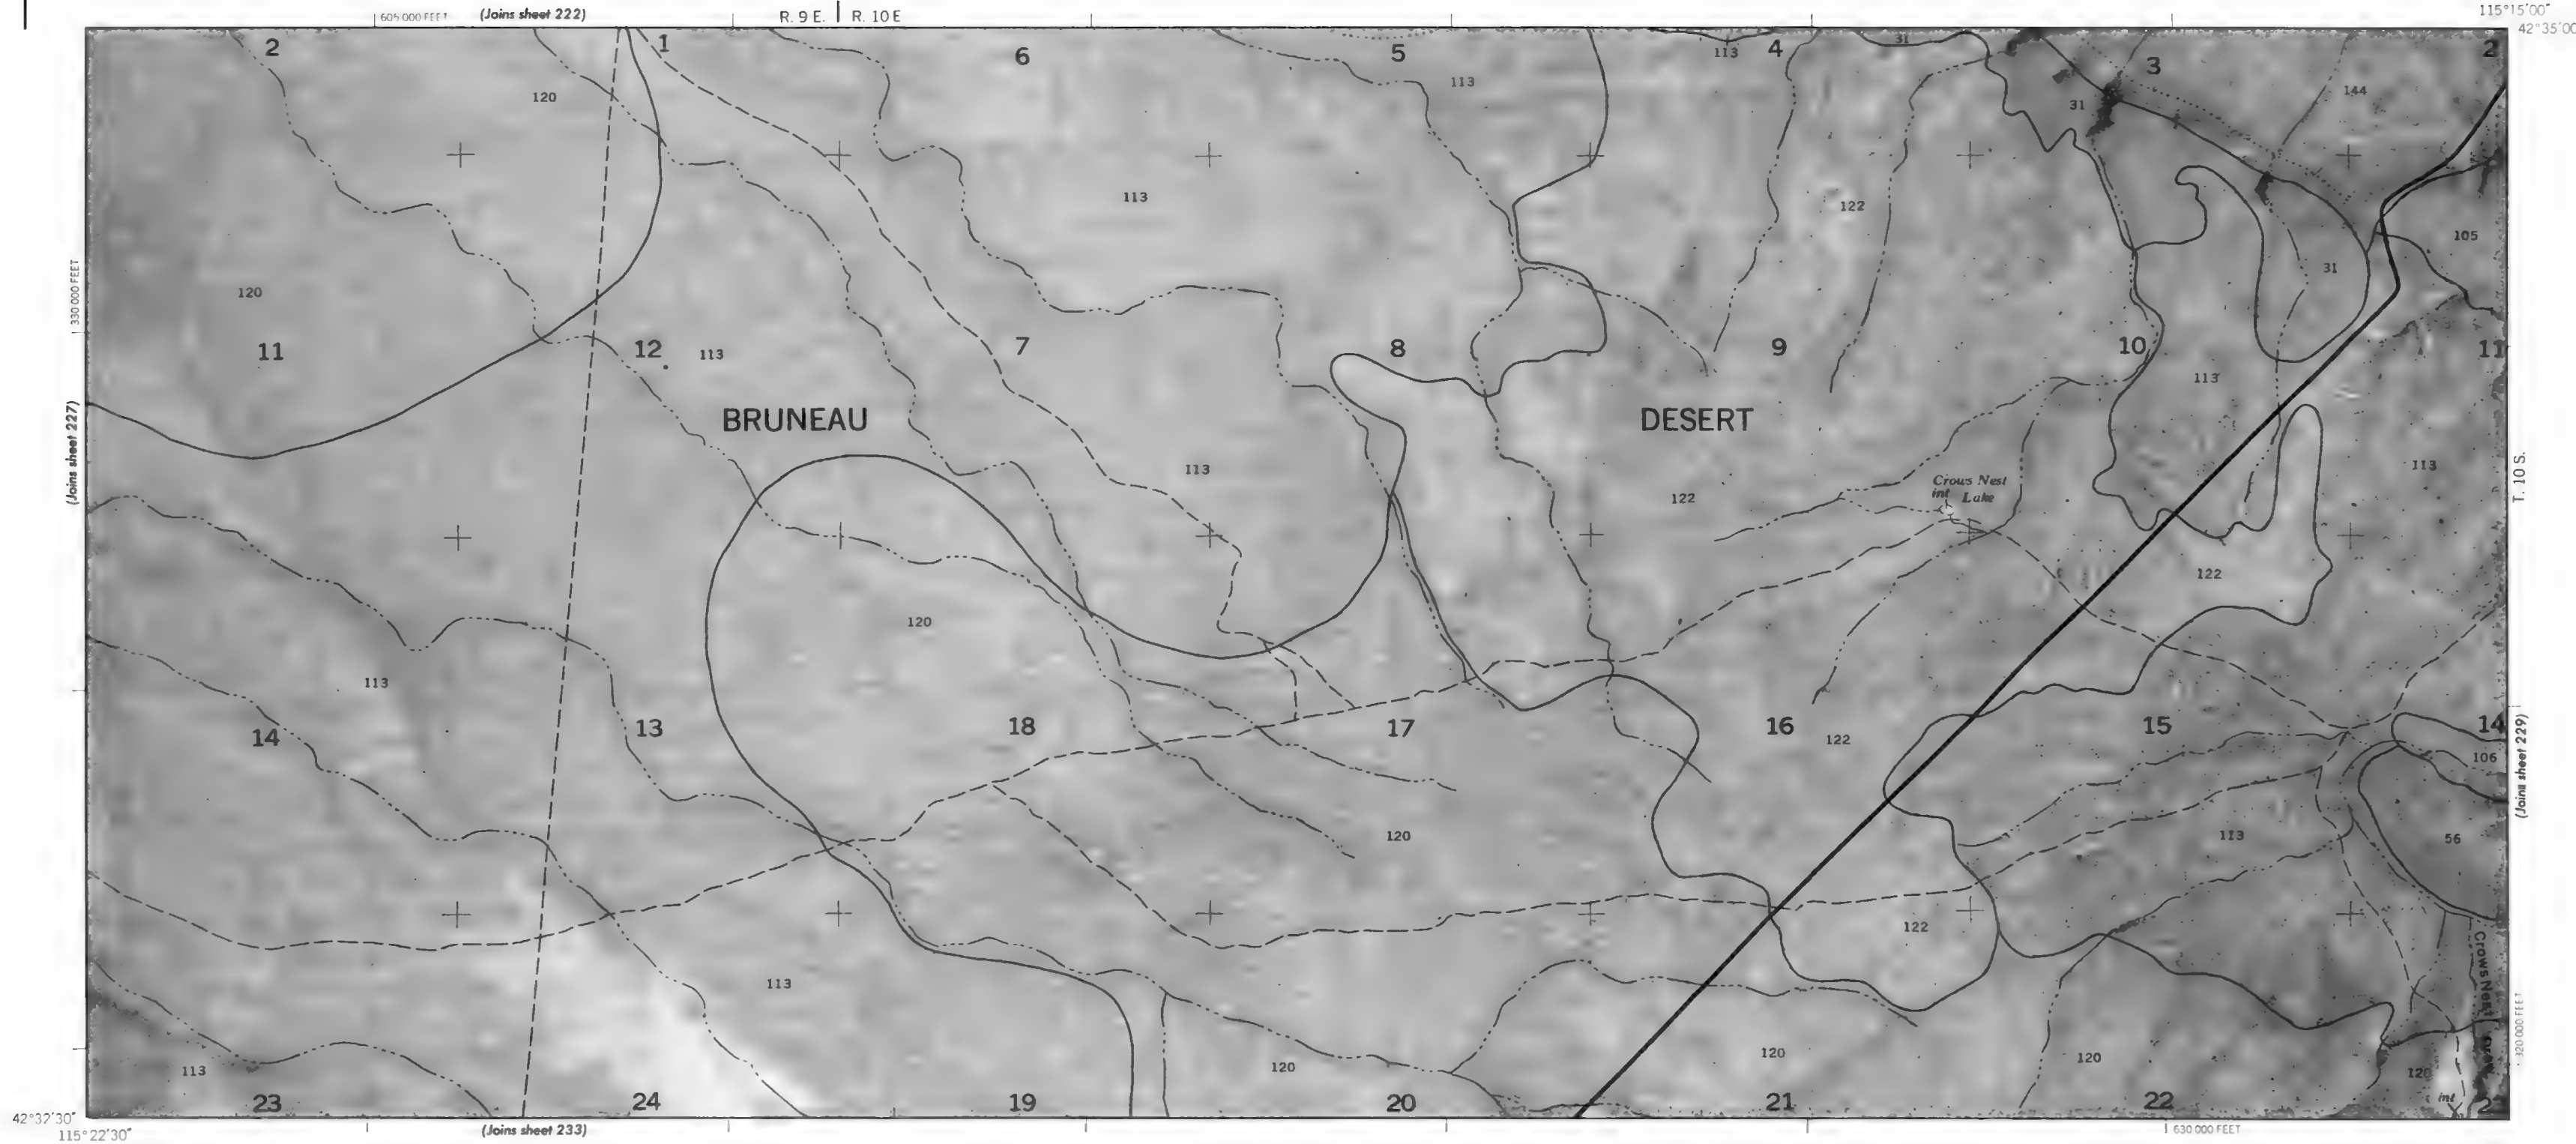 605 000 FEET (Joins sheet 222) R. 9 E. R. 10 E 115°15'00"
42°35'00
2 1 6 5 4 31 3 2
113
120 113 31 144
113 122 105
120 31
330 000 FEET
11 12 113 7 8 9 10 11
113
BRUNEAU DESERT
(Joins sheet 227)
113 122 113
Crows Nest
int Lake
T. 10 S.
122
120
113
14 13 18 17 16 122 15 14
106
(Joins sheet 229)
120 113 56
122
113
Crows Nest
320 000 FEET
113 120 120 120 120
23 24 19 20 21 22
int
42°32'30"
115°22'30" (Joins sheet 233) 630 000 FEET